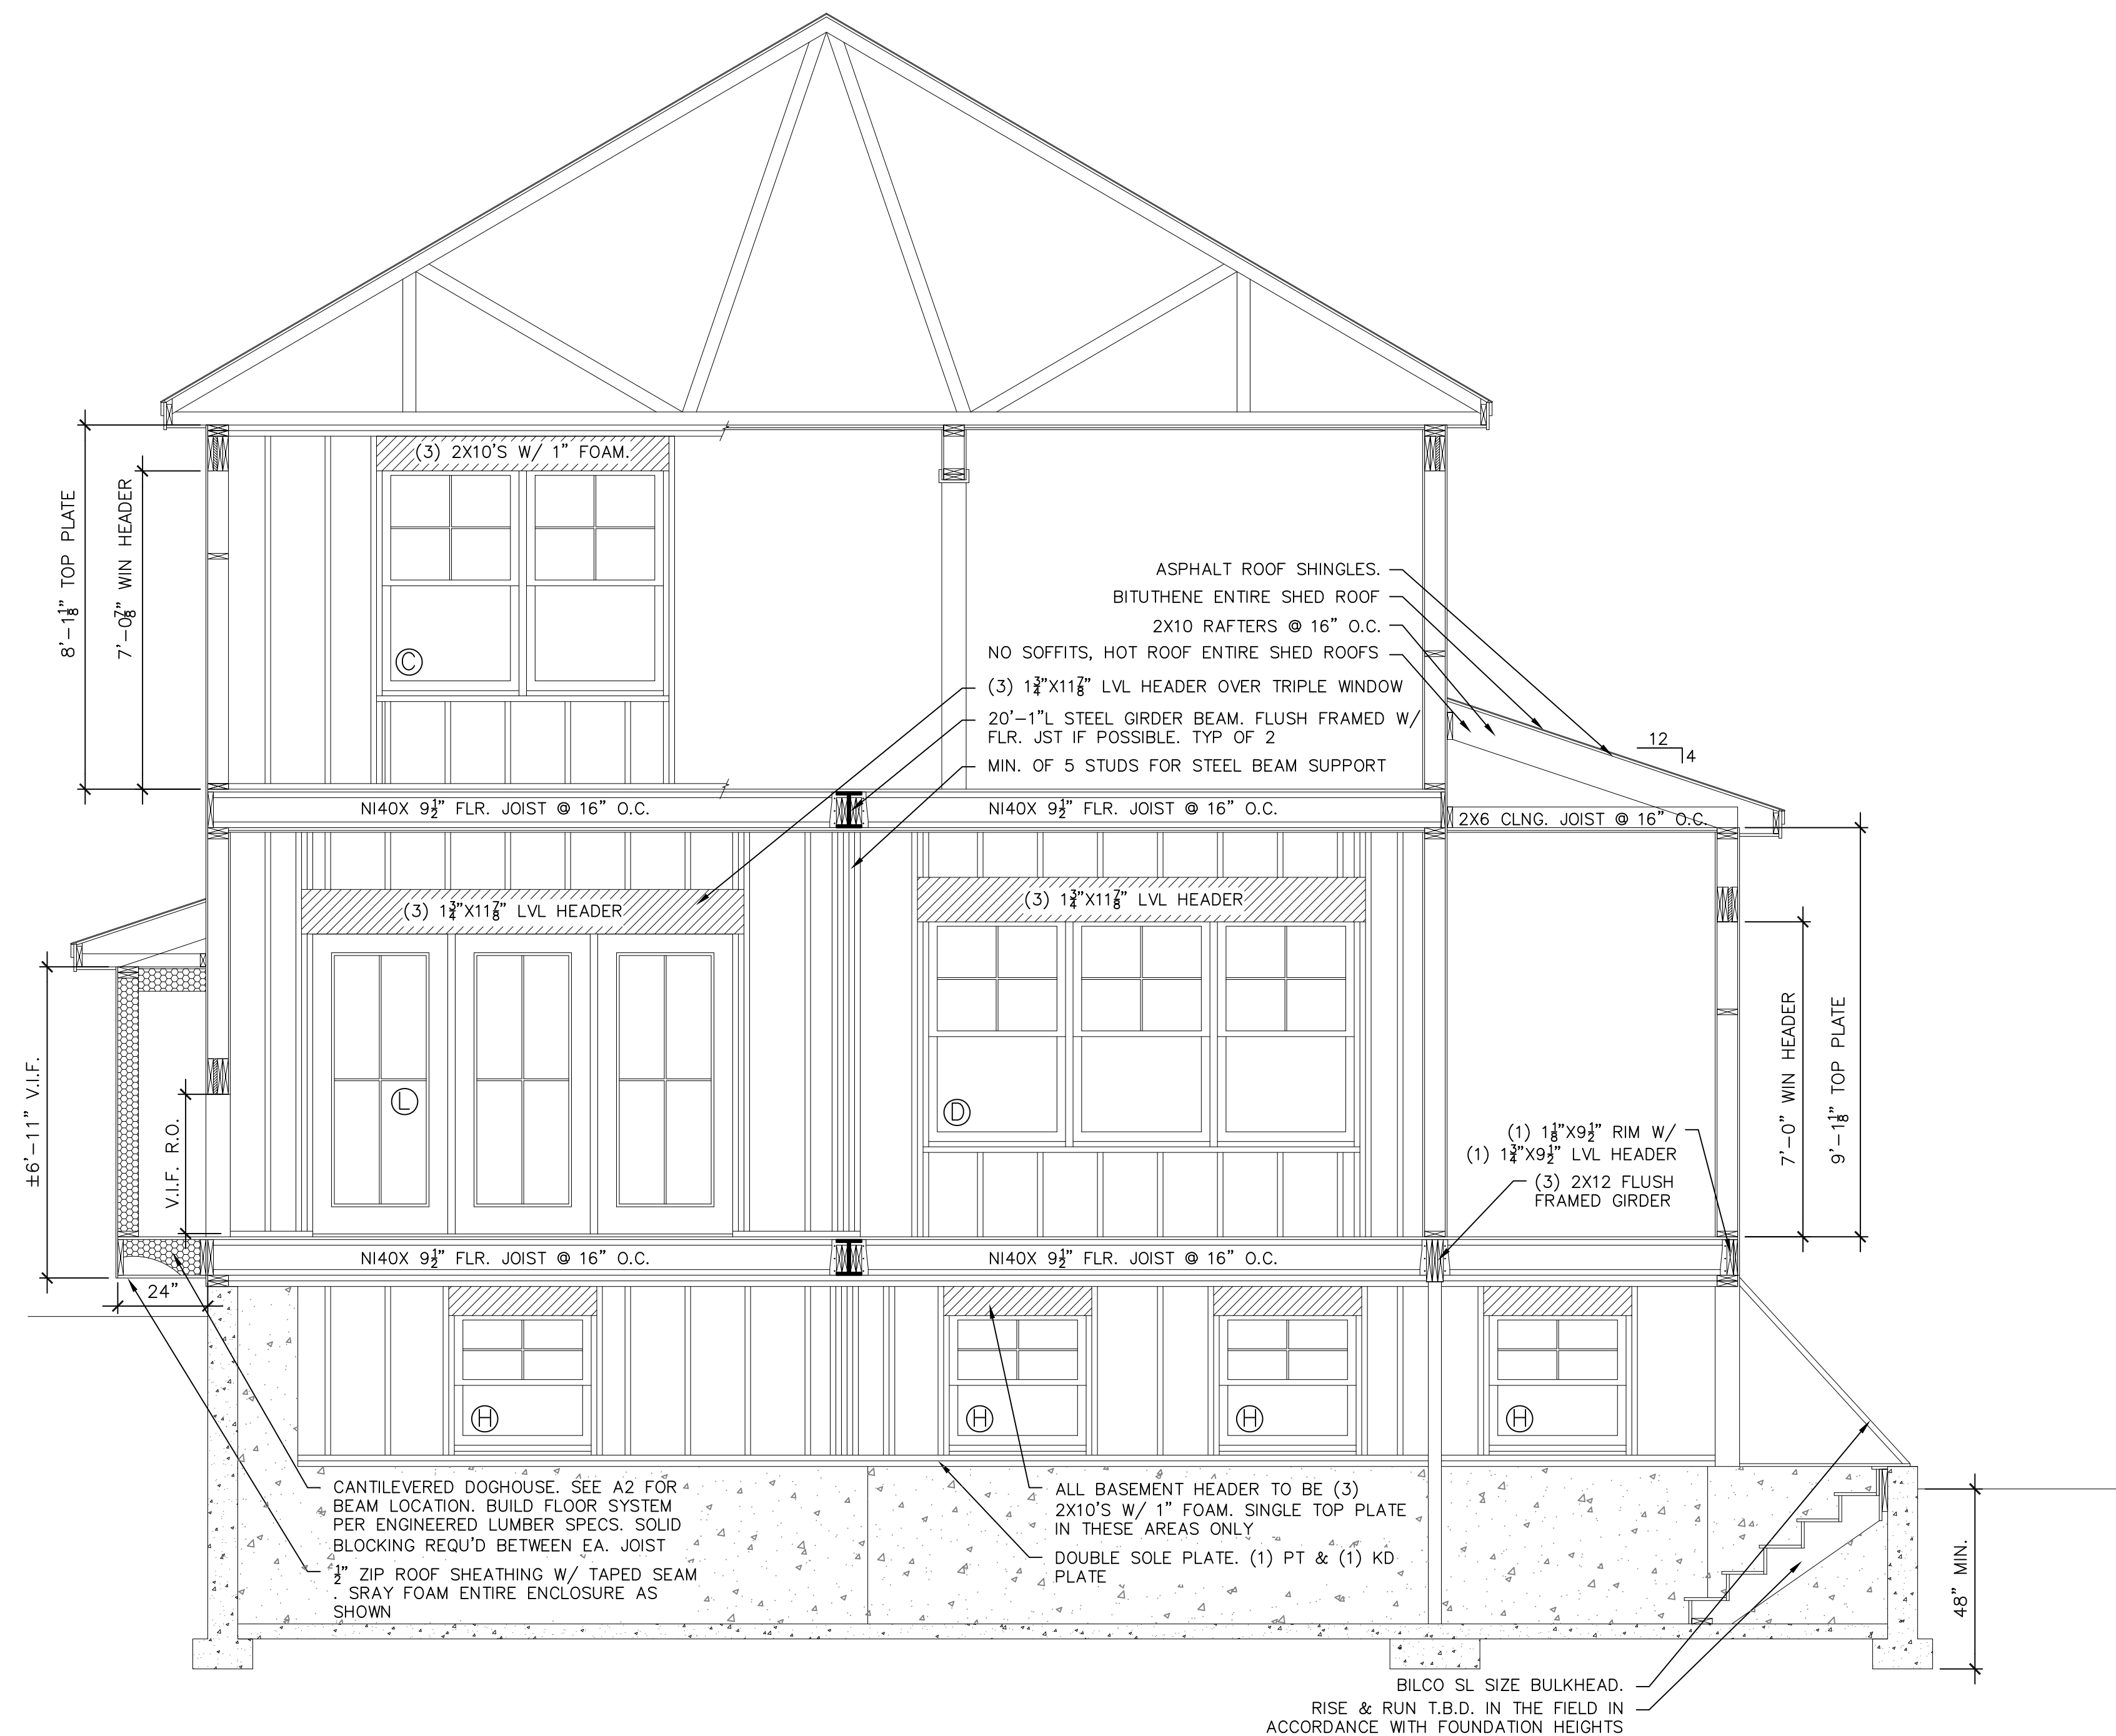 (3) 2X10'S W/ 1" FOAM.
8'-1⅛" TOP PLATE
7'-0⅞" WIN HEADER
C
ASPHALT ROOF SHINGLES.
BITUTHENE ENTIRE SHED ROOF
2X10 RAFTERS @ 16" O.C.
NO SOFFITS, HOT ROOF ENTIRE SHED ROOFS
(3) 1¾"X11⅞" LVL HEADER OVER TRIPLE WINDOW
20'-1"L STEEL GIRDER BEAM. FLUSH FRAMED W/
FLR. JST IF POSSIBLE. TYP OF 2
MIN. OF 5 STUDS FOR STEEL BEAM SUPPORT
12
4
NI40X 9½" FLR. JOIST @ 16" O.C.
NI40X 9½" FLR. JOIST @ 16" O.C.
2X6 CLNG. JOIST @ 16" O.C.
(3) 1¾"X11⅞" LVL HEADER
(3) 1¾"X11⅞" LVL HEADER
L
D
±6'-11" V.I.F.
V.I.F. R.O.
7'-0" WIN HEADER
9'-1⅛" TOP PLATE
(1) 1⅛"X9½" RIM W/
(1) 1¾"X9½" LVL HEADER
(3) 2X12 FLUSH
FRAMED GIRDER
NI40X 9½" FLR. JOIST @ 16" O.C.
NI40X 9½" FLR. JOIST @ 16" O.C.
24"
H
H
H
H
CANTILEVERED DOGHOUSE. SEE A2 FOR
BEAM LOCATION. BUILD FLOOR SYSTEM
PER ENGINEERED LUMBER SPECS. SOLID
BLOCKING REQU'D BETWEEN EA. JOIST
½" ZIP ROOF SHEATHING W/ TAPED SEAM
. SRAY FOAM ENTIRE ENCLOSURE AS
SHOWN
ALL BASEMENT HEADER TO BE (3)
2X10'S W/ 1" FOAM. SINGLE TOP PLATE
IN THESE AREAS ONLY
DOUBLE SOLE PLATE. (1) PT & (1) KD
PLATE
48" MIN.
BILCO SL SIZE BULKHEAD.
RISE & RUN T.B.D. IN THE FIELD IN
ACCORDANCE WITH FOUNDATION HEIGHTS